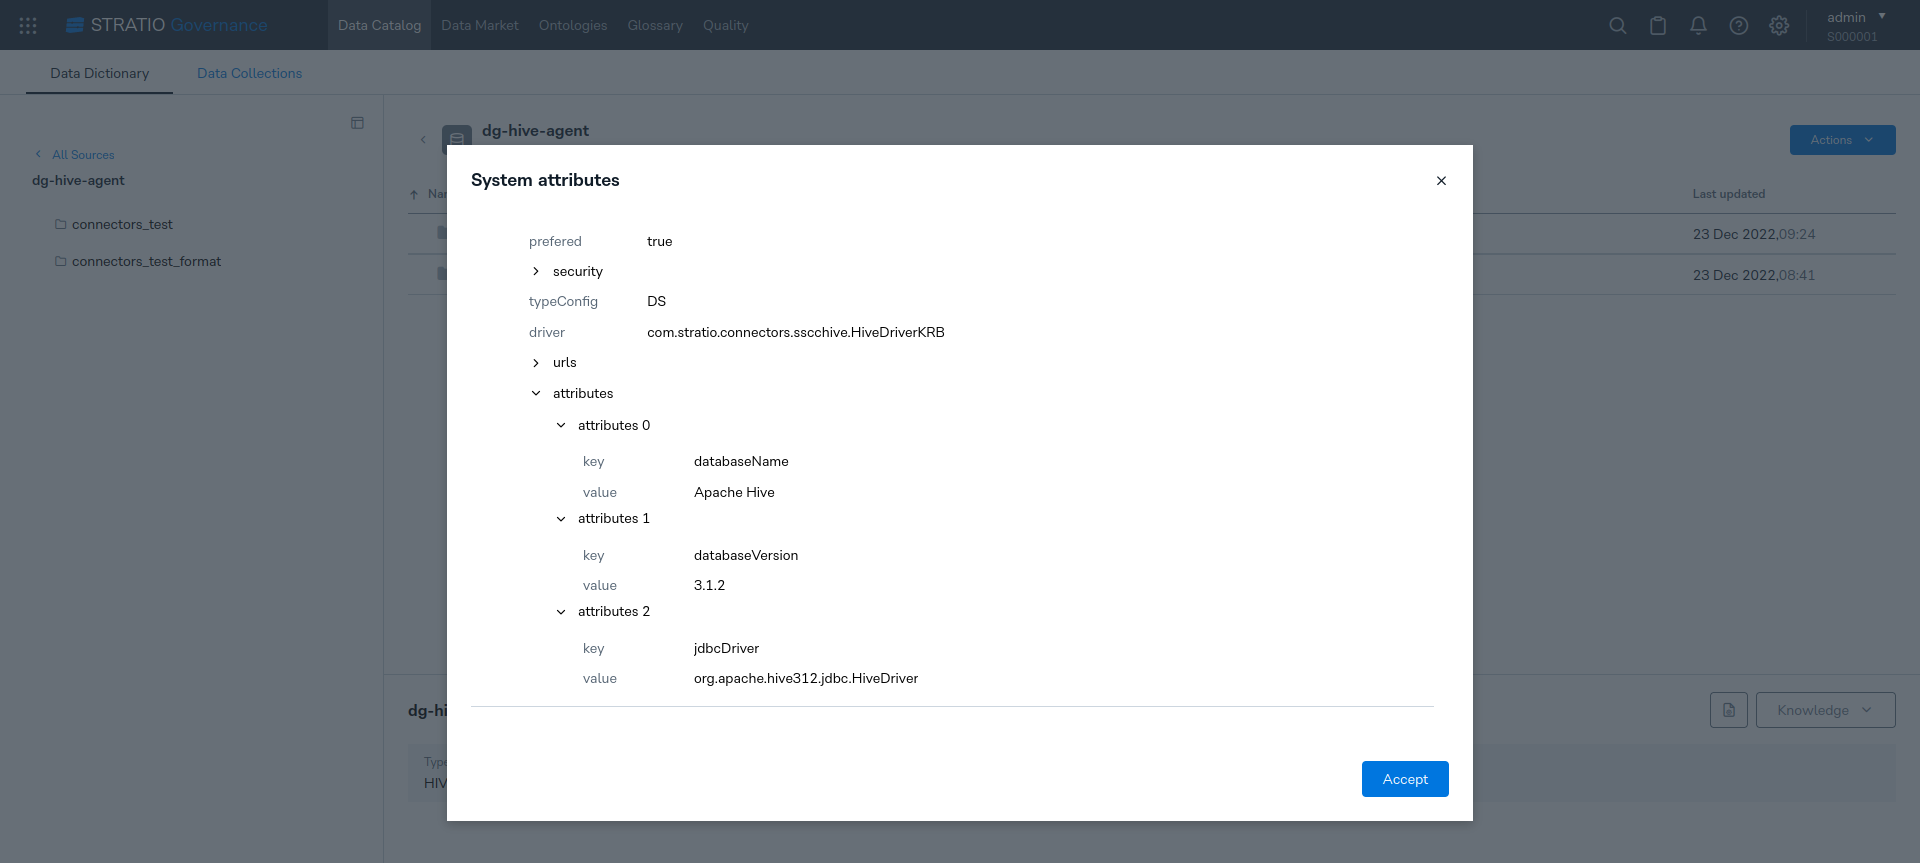 STRATIO Governance
Data Catalog
Data Market
Ontologies
Glossary
Quality
admin
S000001
Data Dictionary
Data Collections
All Sources
dg-hive-agent
connectors_test
connectors_test_format
dg-hive-agent
Actions
Last updated
23 Dec 2022,09:24
23 Dec 2022,08:41
System attributes
prefered true
security
typeConfig DS
driver com.stratio.connectors.sscchive.HiveDriverKRB
urls
attributes
attributes 0
key databaseName
value Apache Hive
attributes 1
key databaseVersion
value 3.1.2
attributes 2
key jdbcDriver
value org.apache.hive312.jdbc.HiveDriver
Accept
dg-hi
Knowledge
Type
HIV